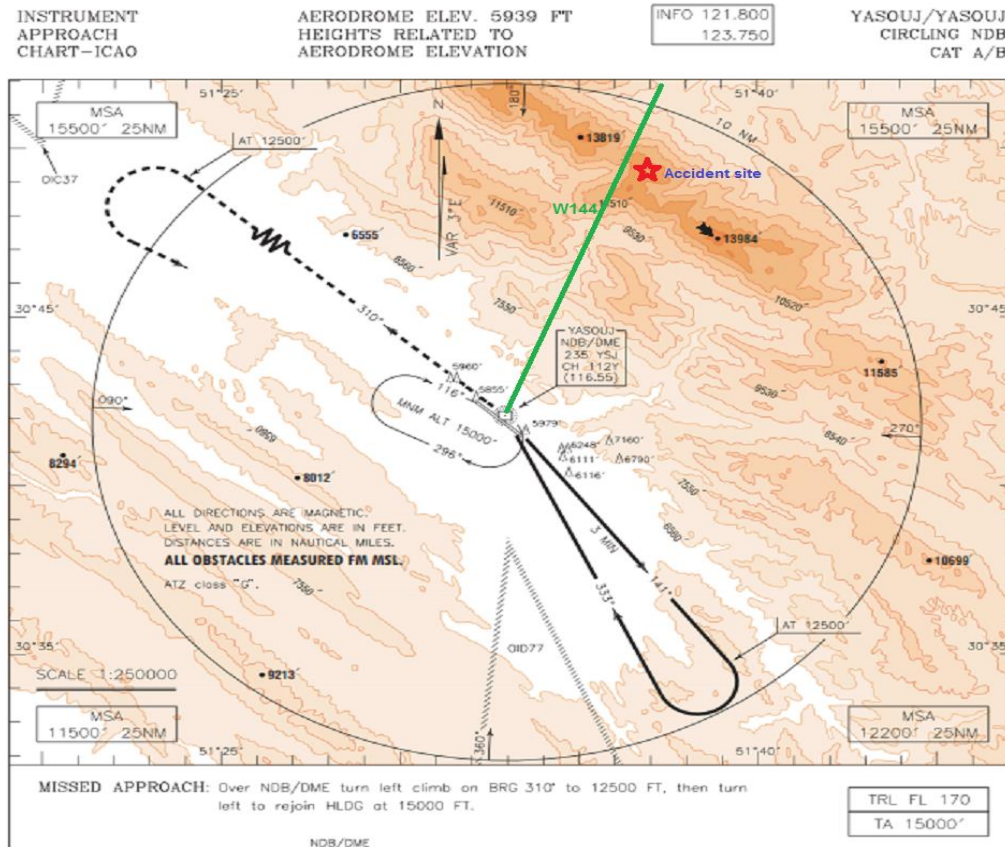 INSTRUMENT
APPROACH
CHART-ICAO
AERODROME ELEV. 5939 FT
HEIGHTS RELATED TO
AERODROME ELEVATION
INFO 121.800
123.750
YASOUJ/YASOUJ
CIRCLING NDB
CAT A/B
MSA
15500' 25NM
51°25'
180°
51°40'
MSA
15500' 25NM
10 NM
AT 12500'
N
13819'
OIC37
Accident site
W144
11510'
VAR 3°E
6555'
6560'
9530'
13984'
10520'
30°45'
30°45'
7550'
310°
YASOUJ
NDB/DME
235 YSJ
CH 112Y
(116.55)
5960'
5855'
116°
11585'
9530'
090°
MNM ALT 15000'
296°
5979'
6248'
7160'
6111'
6790'
6116'
270°
6540'
6560'
8294'
8012'
7550'
ALL DIRECTIONS ARE MAGNETIC.
LEVEL AND ELEVATIONS ARE IN FEET.
DISTANCES ARE IN NAUTICAL MILES.
ALL OBSTACLES MEASURED FM MSL.
ATZ class "G".
7550'
3 MIN
6560'
10699'
141°
333°
30°35'
30°35'
OID77
AT 12500'
SCALE 1:250000
9213'
MSA
11500' 25NM
51°25'
360°
51°40'
MSA
12200' 25NM
MISSED APPROACH: Over NDB/DME turn left climb on BRG 310° to 12500 FT, then turn
left to rejoin HLDG at 15000 FT.
TRL FL 170
TA 15000'
NDB/DME